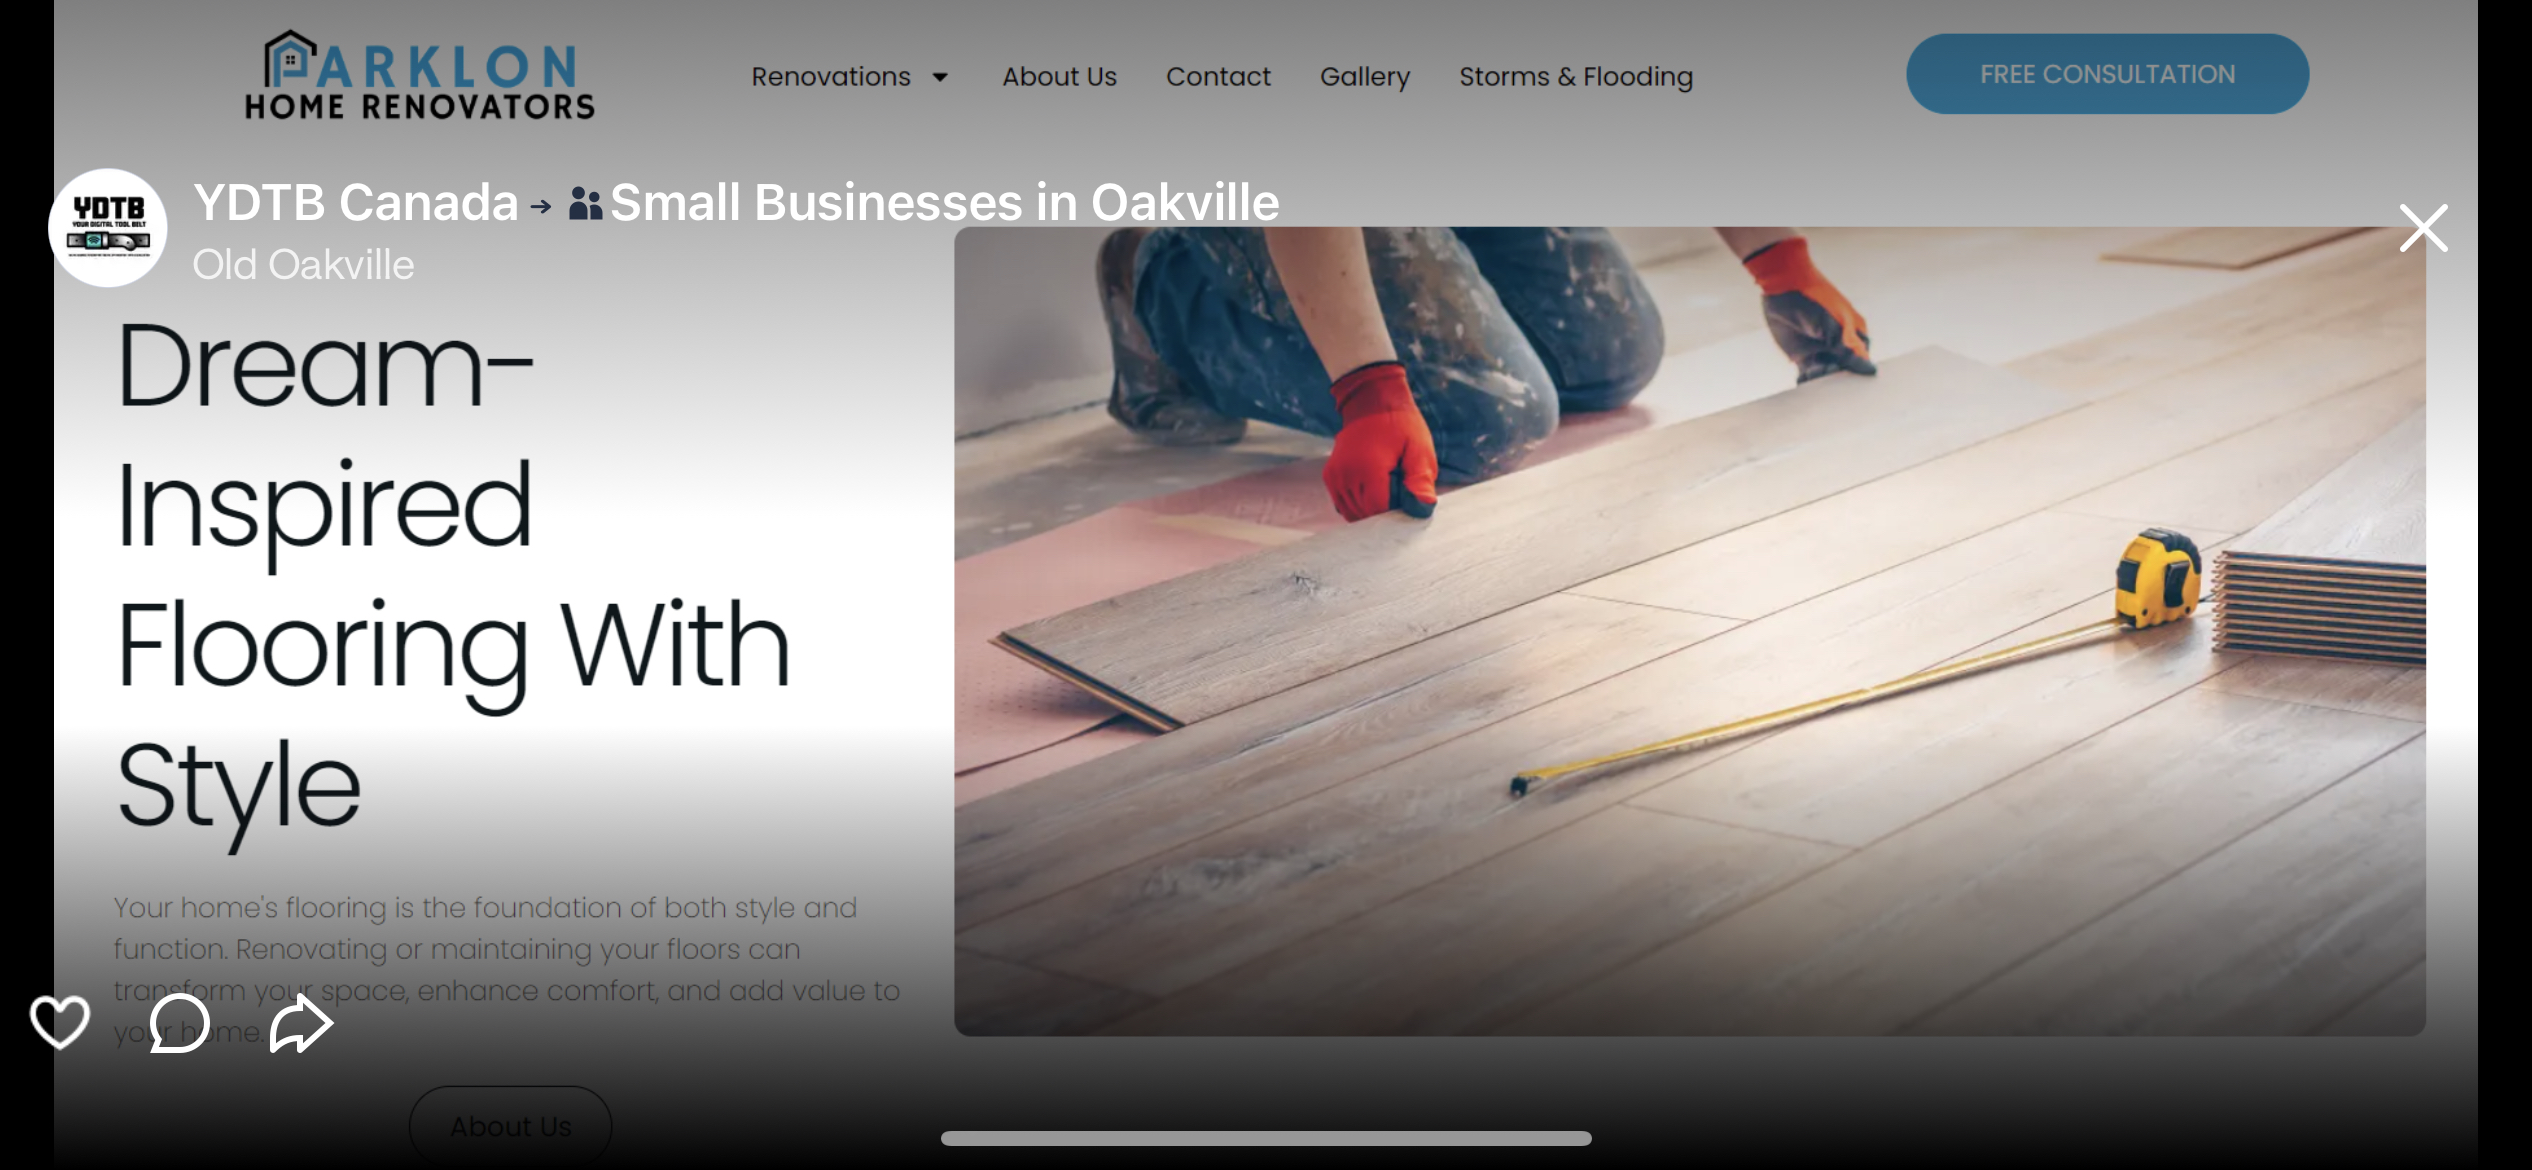 PARKLON
HOME RENOVATORS
Renovations
About Us
Contact
Gallery
Storms & Flooding
FREE CONSULTATION
YDTB
YOUR DIGITAL TOOL BELT
YDTB Canada → Small Businesses in Oakville
Old Oakville
Dream-
Inspired
Flooring With
Style
Your home's flooring is the foundation of both style and
function. Renovating or maintaining your floors can
transform your space, enhance comfort, and add value to
your home.
About Us